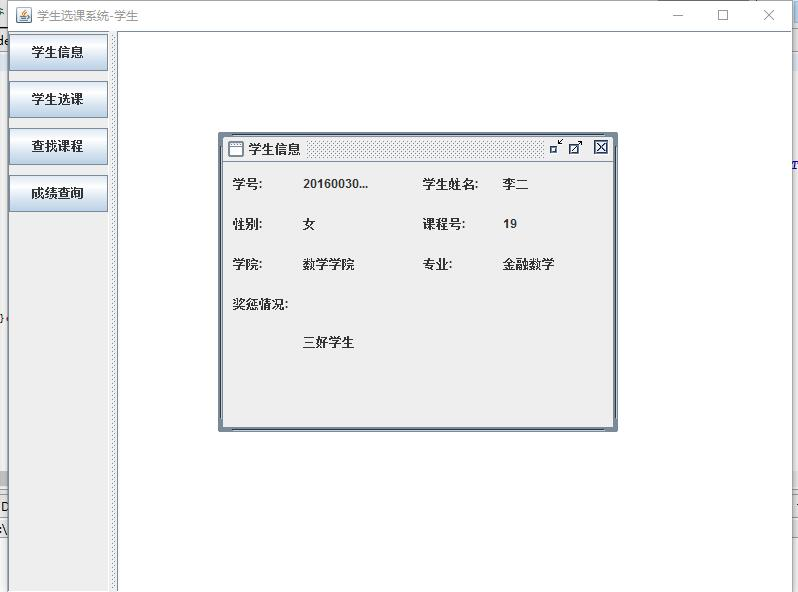 学生选课系统-学生
学生信息
学生选课
查找课程
成绩查询
学生信息
学号: 20160030... 学生姓名: 李二
性别: 女 课程号: 19
学院: 数学学院 专业: 金融数学
奖惩情况:
三好学生